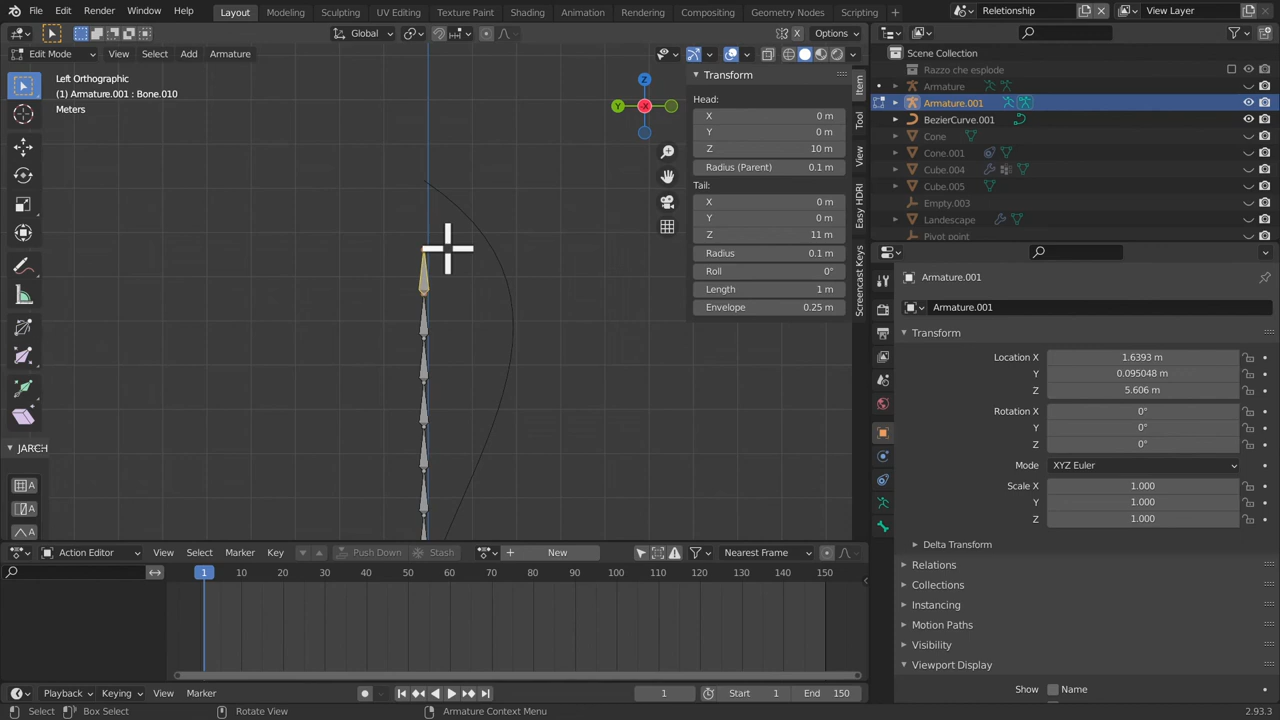 File Edit Render Window Help Layout Modeling Sculpting UV Editing Texture Paint Shading Animation Rendering Compositing Geometry Nodes Scripting + Relationship View Layer
Edit Mode View Select Add Armature Global Options
Left Orthographic
(1) Armature.001 : Bone.010
Meters
JARCH
Z
Y
-X
Transform
Head:
X 0 m
Y 0 m
Z 10 m
Radius (Parent) 0.1 m
Tail:
X 0 m
Y 0 m
Z 11 m
Radius 0.1 m
Roll 0°
Length 1 m
Envelope 0.25 m
Item
Tool
View
Easy HDRI
Screencast Keys
Scene Collection
Razzo che esplode
Armature
Armature.001
BezierCurve.001
Cone
Cone.001
Cube.004
Cube.005
Empty.003
Landscape
Pivot point
Armature.001
Armature.001
Transform
Location X 1.6393 m
Y 0.095048 m
Z 5.606 m
Rotation X 0°
Y 0°
Z 0°
Mode XYZ Euler
Scale X 1.000
Y 1.000
Z 1.000
Delta Transform
Relations
Collections
Instancing
Motion Paths
Visibility
Viewport Display
Show Name
Action Editor View Select Marker Key Push Down Stash New Nearest Frame
1 10 20 30 40 50 60 70 80 90 100 110 120 130 140 150
Playback Keying View Marker 1 Start 1 End 150
Select Box Select Rotate View Armature Context Menu 2.93.3